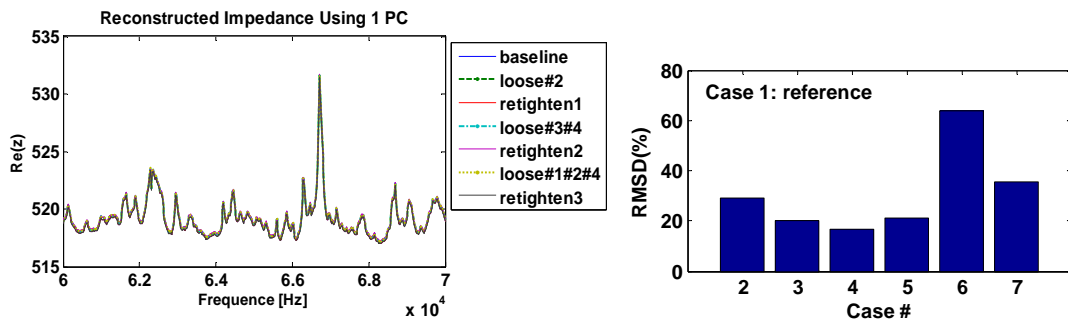 Reconstructed Impedance Using 1 PC
Re(z)
535
530
525
520
515
6 6.2 6.4 6.6 6.8 7
Frequence [Hz]
x 10^4
baseline
loose#2
retighten1
loose#3#4
retighten2
loose#1#2#4
retighten3
Case 1: reference
RMSD(%)
80
60
40
20
0
2 3 4 5 6 7
Case #